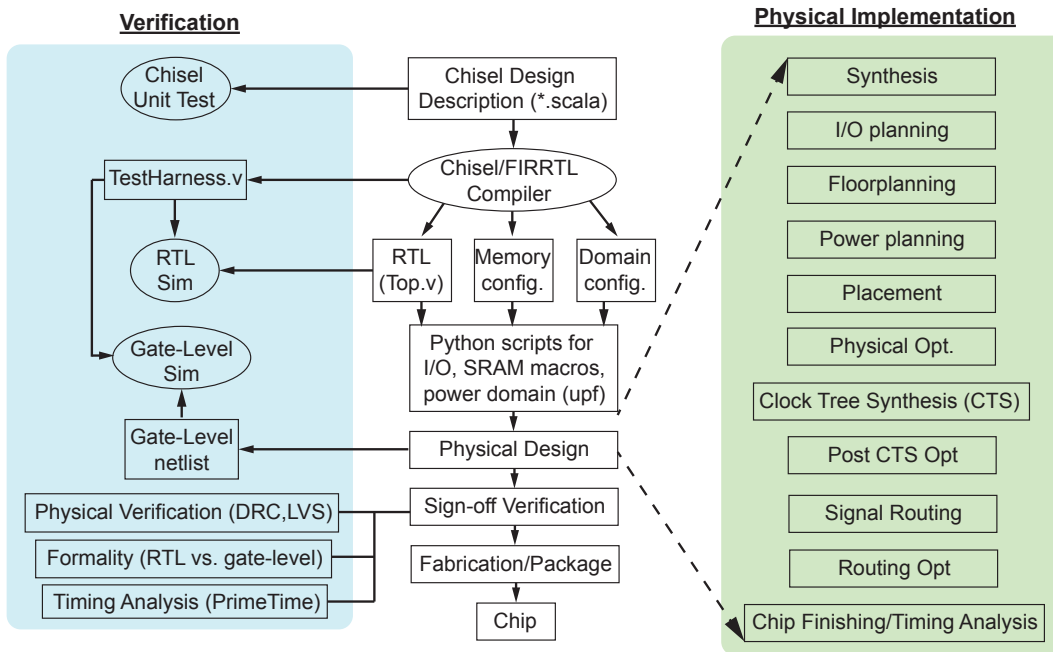 Verification
Chisel
Unit Test
TestHarness.v
RTL
Sim
Gate-Level
Sim
Gate-Level
netlist
Physical Verification (DRC,LVS)
Formality (RTL vs. gate-level)
Timing Analysis (PrimeTime)
Chisel Design
Description (*.scala)
Chisel/FIRRTL
Compiler
RTL
(Top.v)
Memory
config.
Domain
config.
Python scripts for
I/O, SRAM macros,
power domain (upf)
Physical Design
Sign-off Verification
Fabrication/Package
Chip
Physical Implementation
Synthesis
I/O planning
Floorplanning
Power planning
Placement
Physical Opt.
Clock Tree Synthesis (CTS)
Post CTS Opt
Signal Routing
Routing Opt
Chip Finishing/Timing Analysis